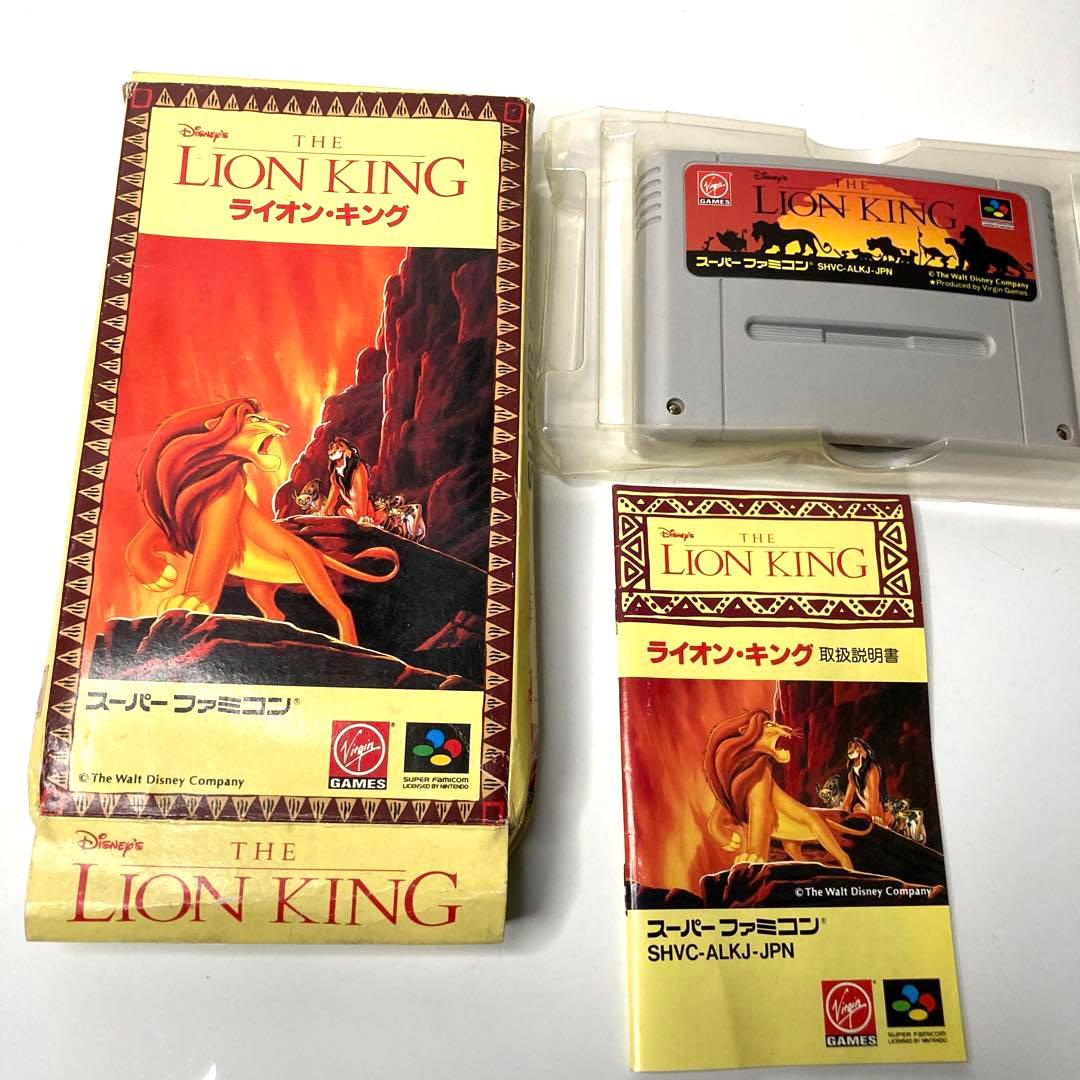 Disney's
THE
LION KING
ライオン・キング
スーパーファミコン®
Virgin
GAMES
SUPER FAMICOM
LICENSED BY NINTENDO
© The Walt Disney Company
Disney's
THE
LION KING
Virgin
GAMES
Disney's
THE
LION KING
スーパーファミコン® SHVC-ALKJ-JPN
© The Walt Disney Company
★Produced by Virgin Games
Disney's
THE
LION KING
ライオン・キング 取扱説明書
© The Walt Disney Company
スーパーファミコン®
SHVC-ALKJ-JPN
Virgin
GAMES
SUPER FAMICOM
LICENSED BY NINTENDO